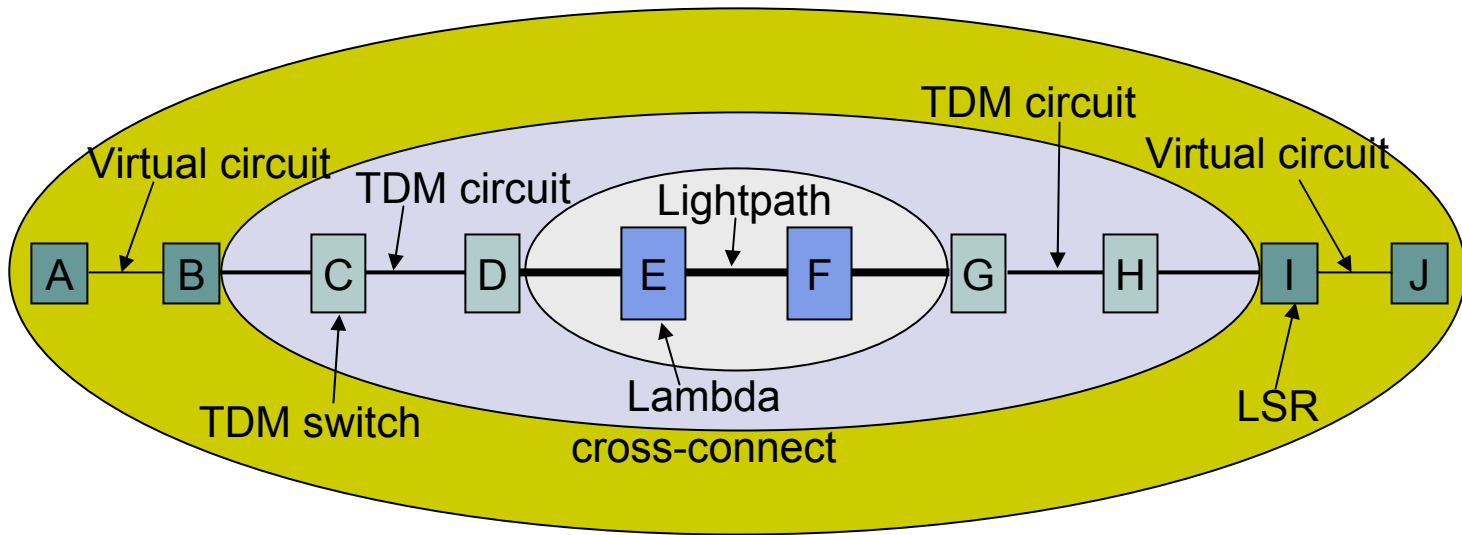 TDM circuit
Virtual circuit
Virtual circuit
TDM circuit
Lightpath
A
B
C
D
E
F
G
H
I
J
TDM switch
Lambda
cross-connect
LSR